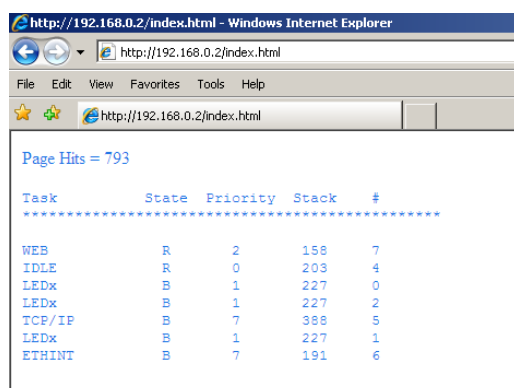 http://192.168.0.2/index.html - Windows Internet Explorer
http://192.168.0.2/index.html
File Edit View Favorites Tools Help
http://192.168.0.2/index.html
Page Hits = 793
Task State Priority Stack #
************************************************
WEB R 2 158 7
IDLE R 0 203 4
LEDx B 1 227 0
LEDx B 1 227 2
TCP/IP B 7 388 5
LEDx B 1 227 1
ETHINT B 7 191 6